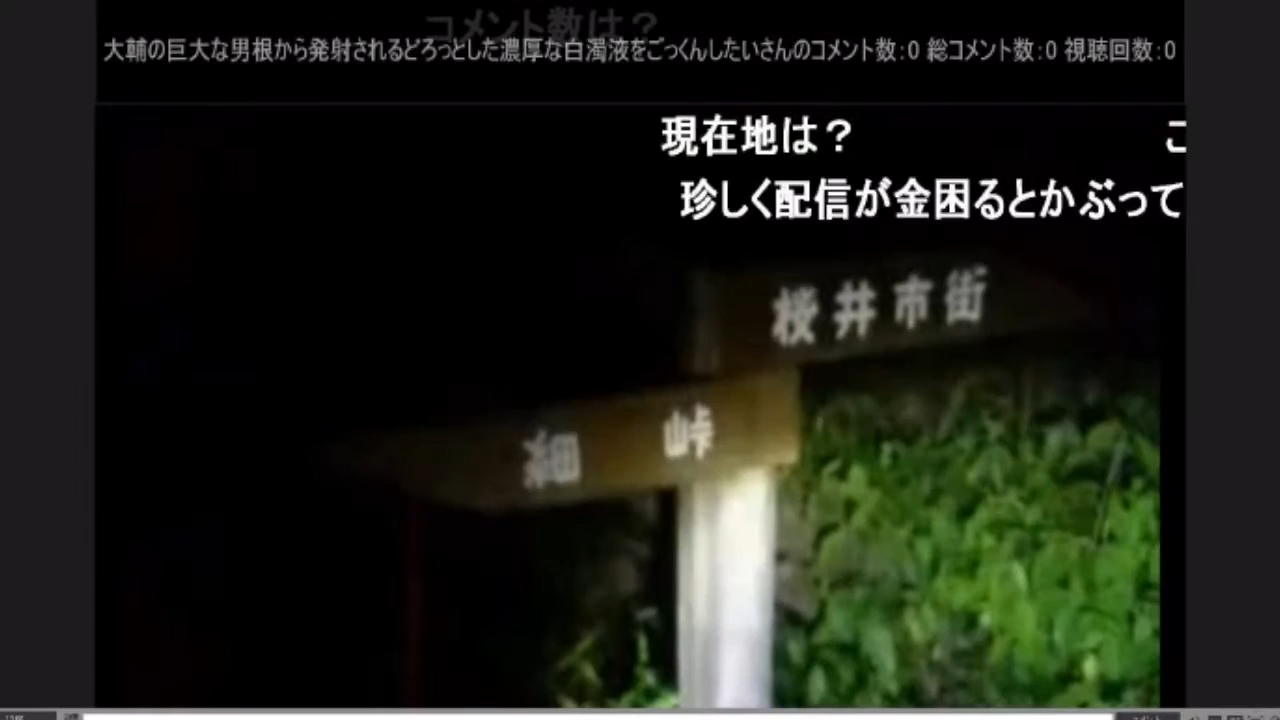 コメント数は？
大輔の巨大な男根から発射されるどろっとした濃厚な白濁液をごっくんしたいさんのコメント数:0 総コメント数:0 視聴回数:0
現在地は？
こ
珍しく配信が金困るとかぶって
桜井市街
細 峠